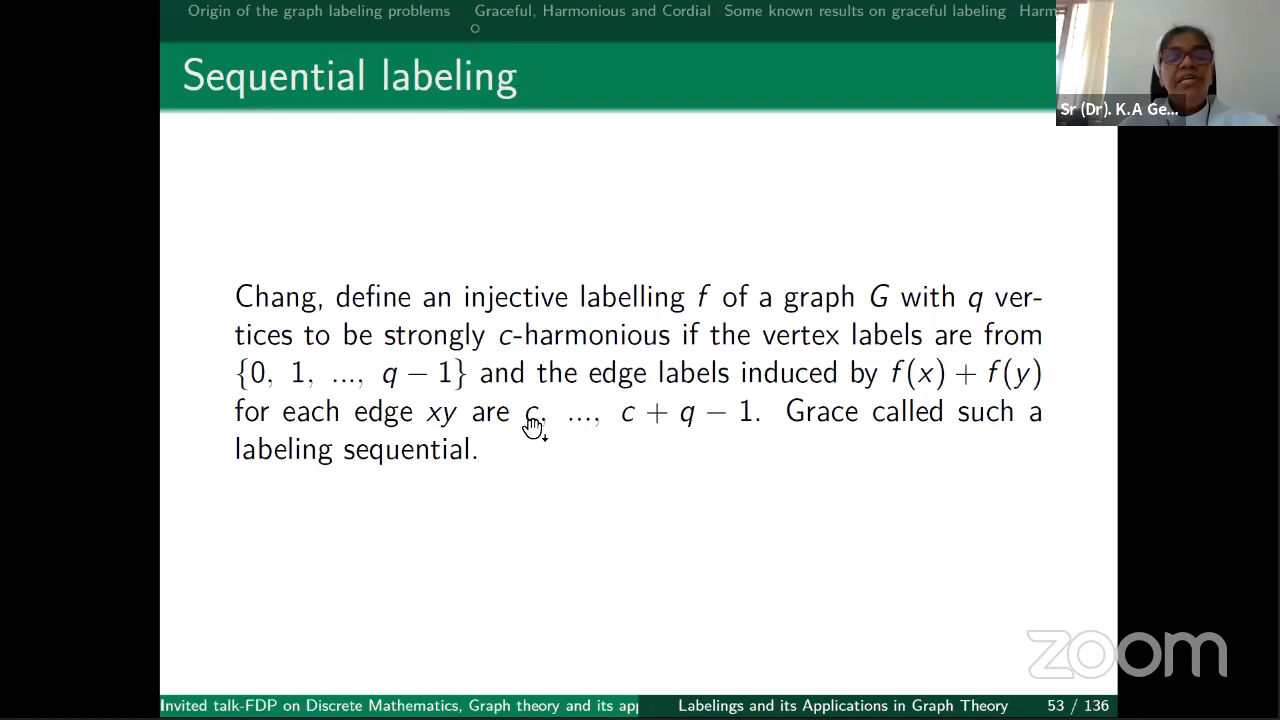 Origin of the graph labeling problems Graceful, Harmonious and Cordial Some known results on graceful labeling Harm
Sequential labeling
Sr (Dr). K.A Ge...
Chang, define an injective labelling f of a graph G with q ver-
tices to be strongly c-harmonious if the vertex labels are from
{0, 1, ..., q − 1} and the edge labels induced by f(x) + f(y)
for each edge xy are c, ..., c + q − 1. Grace called such a
labeling sequential.
zoom
Invited talk-FDP on Discrete Mathematics, Graph theory and its app Labelings and its Applications in Graph Theory 53 / 136